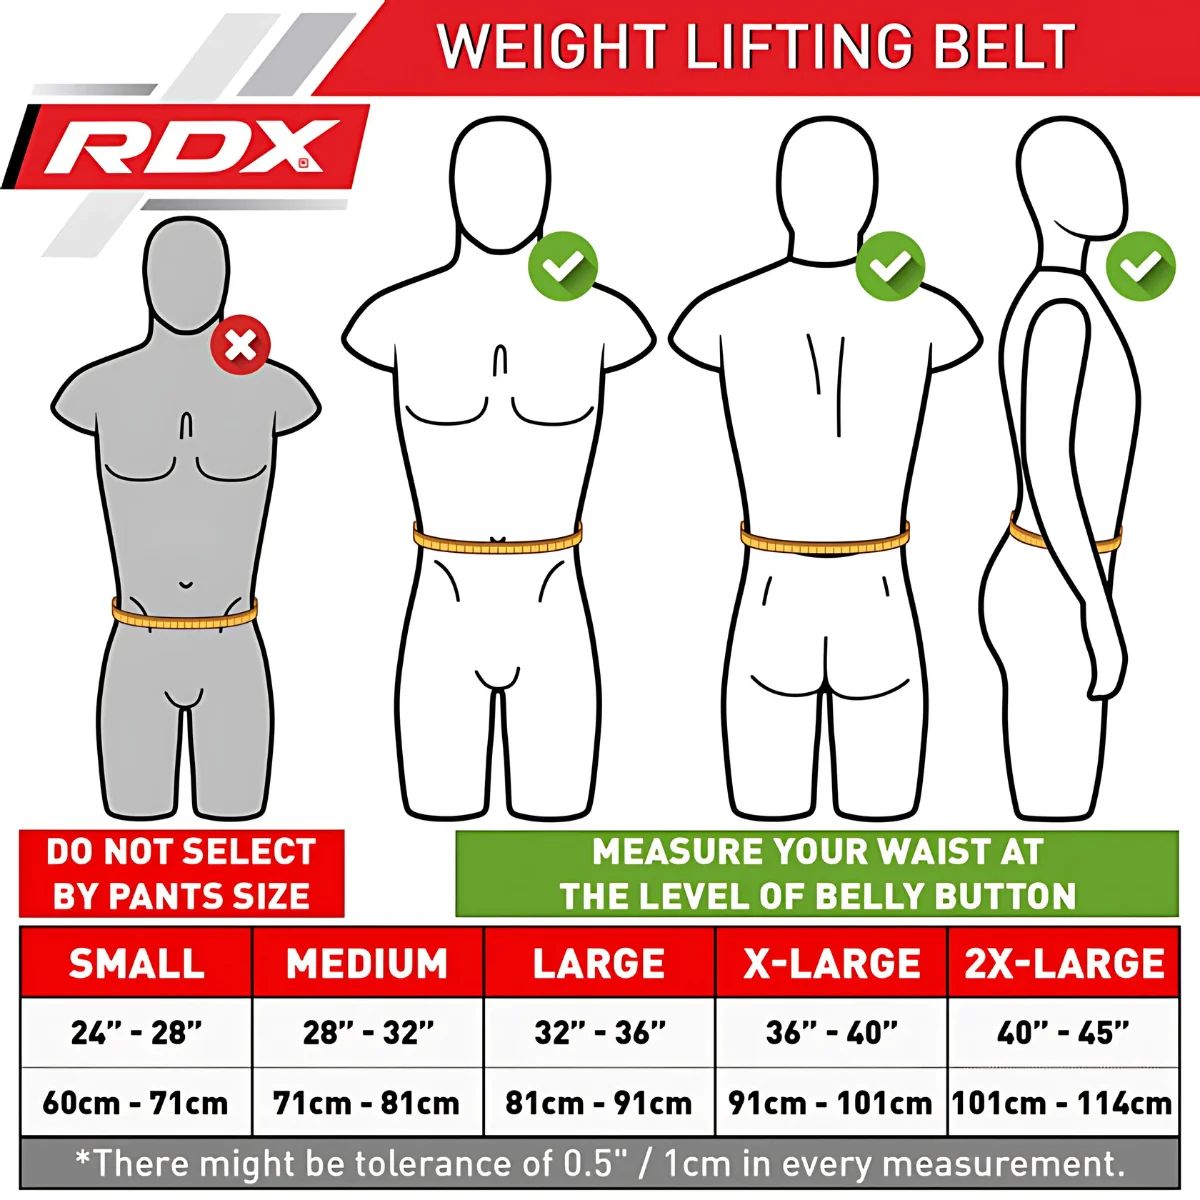 WEIGHT LIFTING BELT
RDX
DO NOT SELECT
BY PANTS SIZE
MEASURE YOUR WAIST AT
THE LEVEL OF BELLY BUTTON
SMALL MEDIUM LARGE X-LARGE 2X-LARGE
24” - 28” 28” - 32” 32” - 36” 36” - 40” 40” - 45”
60cm - 71cm 71cm - 81cm 81cm - 91cm 91cm - 101cm 101cm - 114cm
*There might be tolerance of 0.5" / 1cm in every measurement.